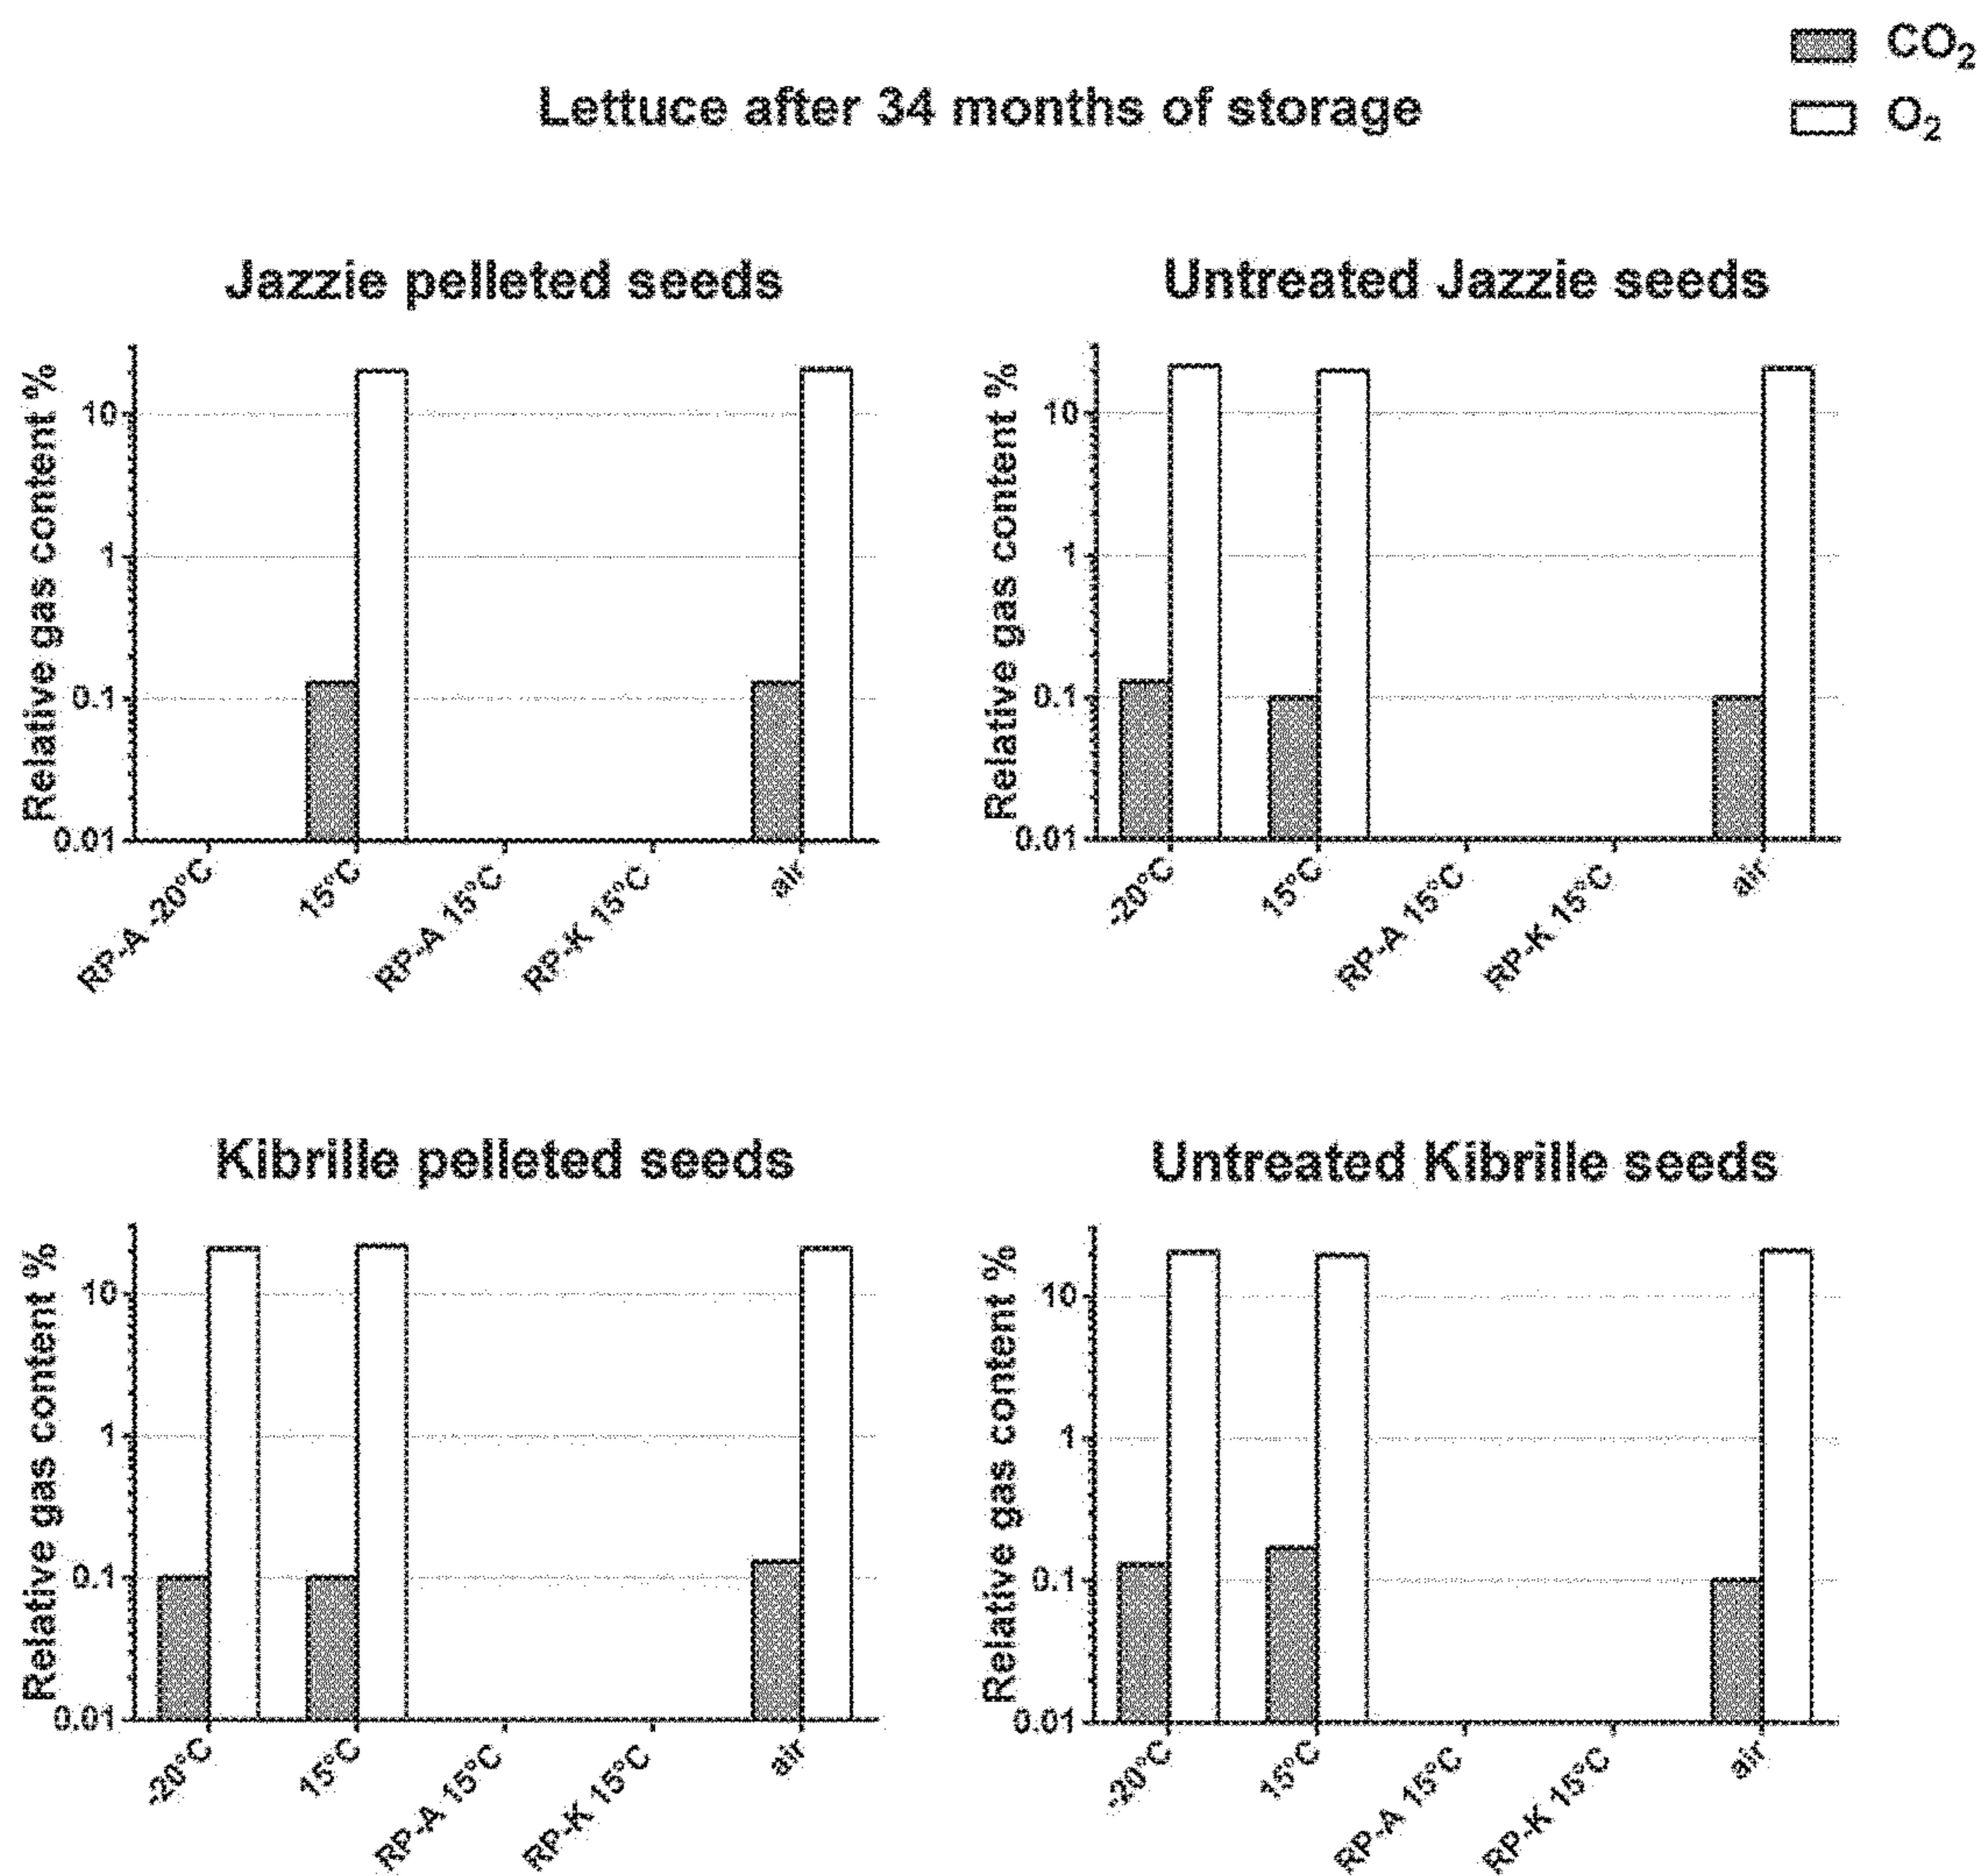 CO₂
Lettuce after 34 months of storage
O₂
Jazzie pelleted seeds
Untreated Jazzie seeds
Relative gas content %
10
1
0.1
0.01
RP-A -20°C
15°C
RP-A 15°C
RP-K 15°C
air
Relative gas content %
10
1
0.1
0.01
-20°C
15°C
RP-A 15°C
RP-K 15°C
air
Kibrille pelleted seeds
Untreated Kibrille seeds
Relative gas content %
10
1
0.1
0.01
-20°C
15°C
RP-A 15°C
RP-K 15°C
air
Relative gas content %
10
1
0.1
0.01
-20°C
15°C
RP-A 15°C
RP-K 15°C
air